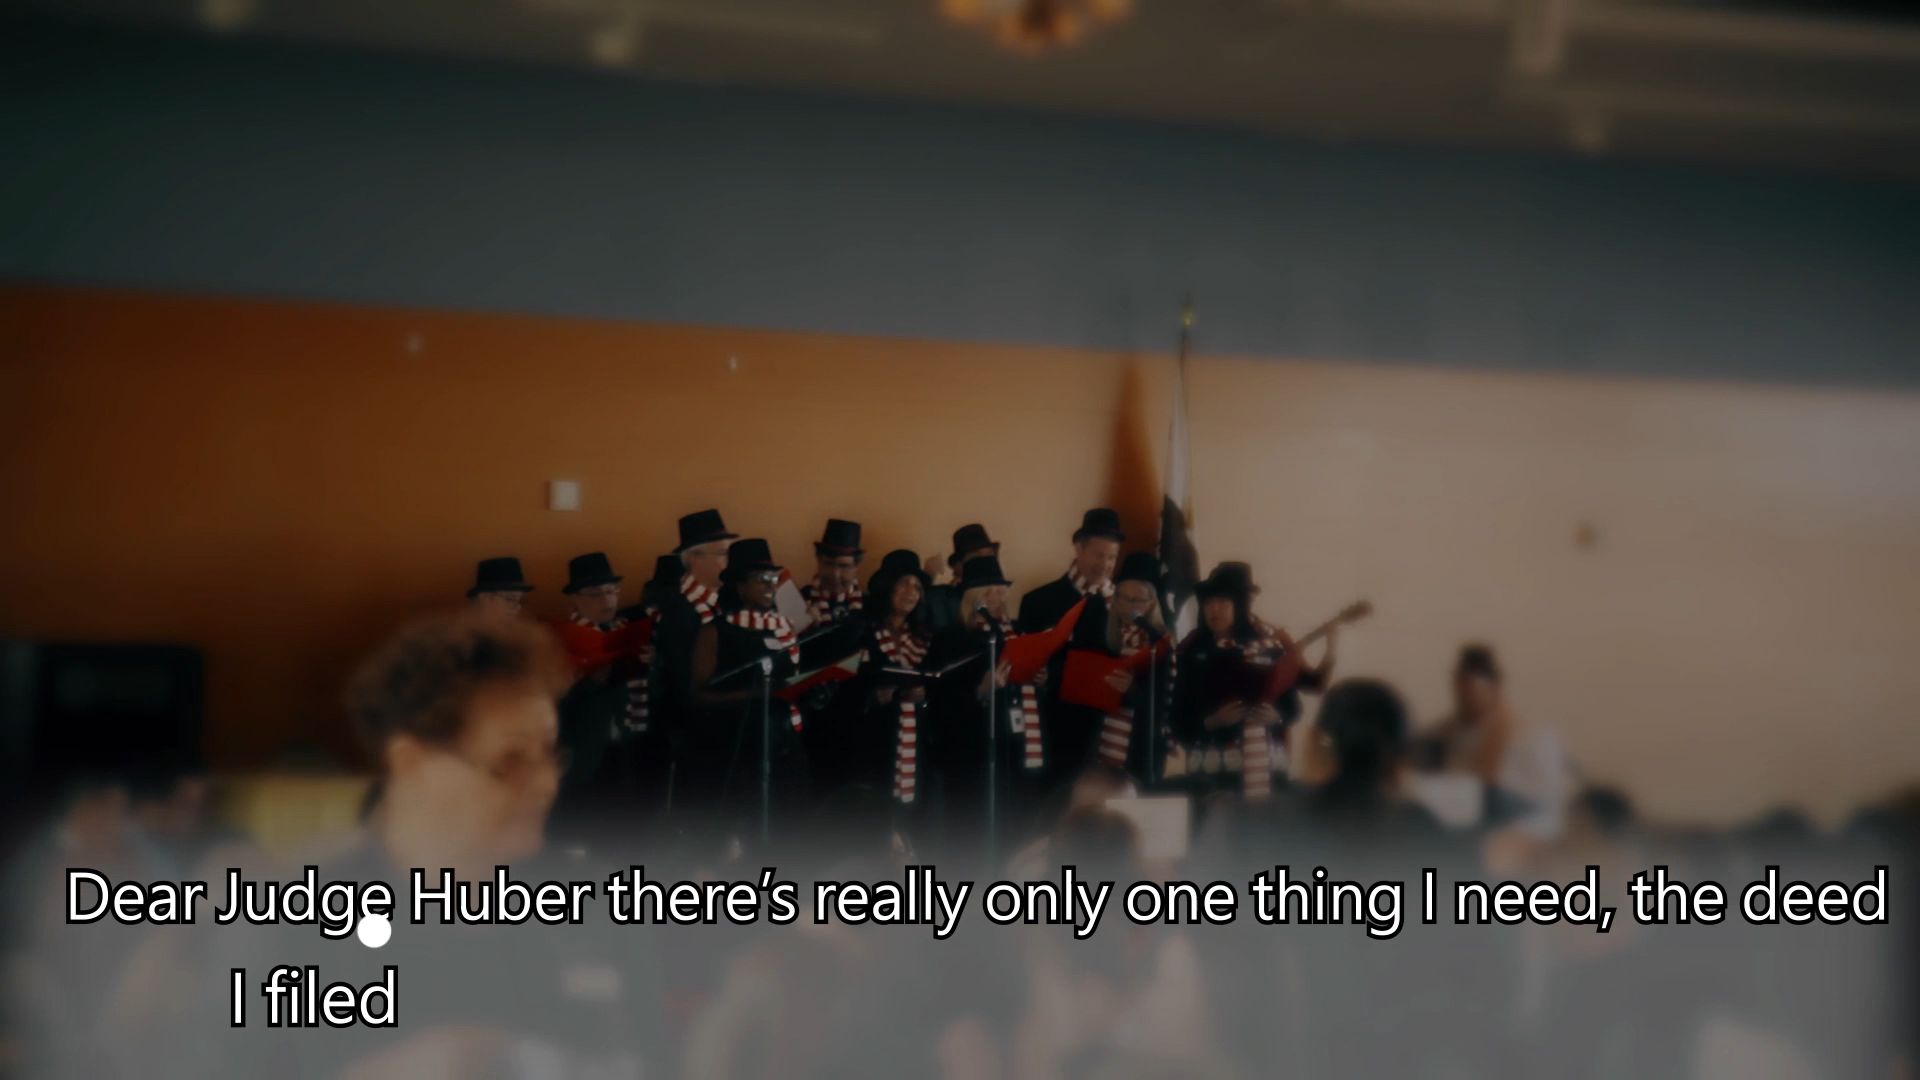 Dear Judge Huber there’s really only one thing I need, the deed
I filed